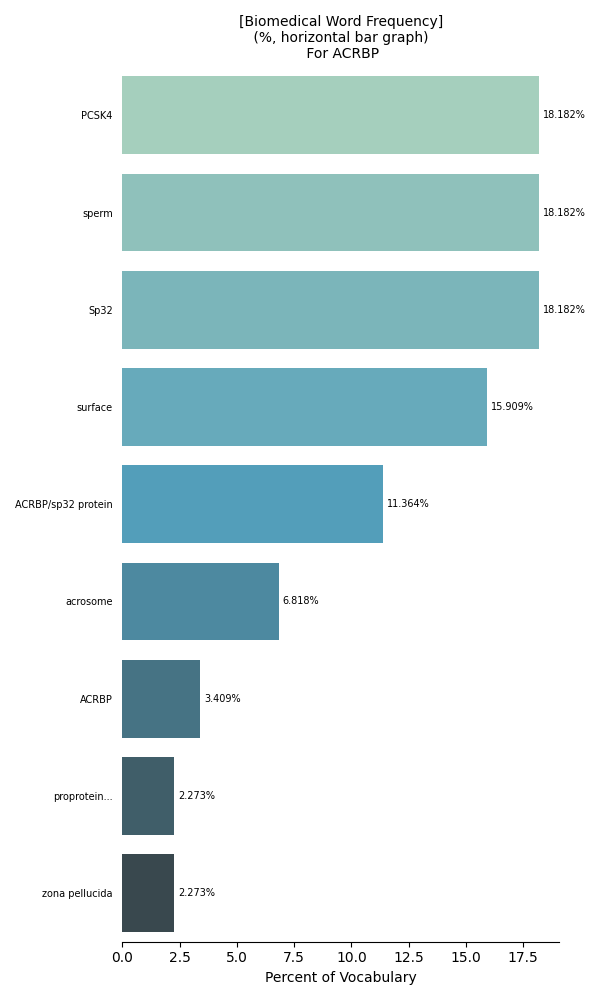 [Biomedical Word Frequency]
(%, horizontal bar graph)
For ACRBP
PCSK4
18.182%
sperm
18.182%
Sp32
18.182%
surface
15.909%
ACRBP/sp32 protein
11.364%
acrosome
6.818%
ACRBP
3.409%
proprotein...
2.273%
zona pellucida
2.273%
0.0 2.5 5.0 7.5 10.0 12.5 15.0 17.5
Percent of Vocabulary